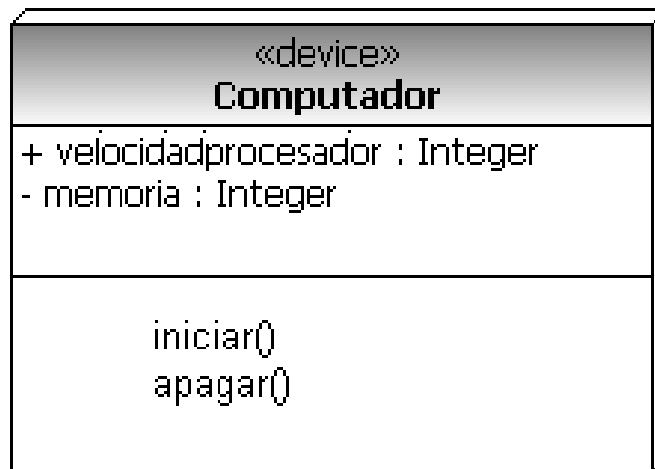 «device»
Computador
+ velocidadprocesador : Integer
- memoria : Integer
iniciar()
apagar()